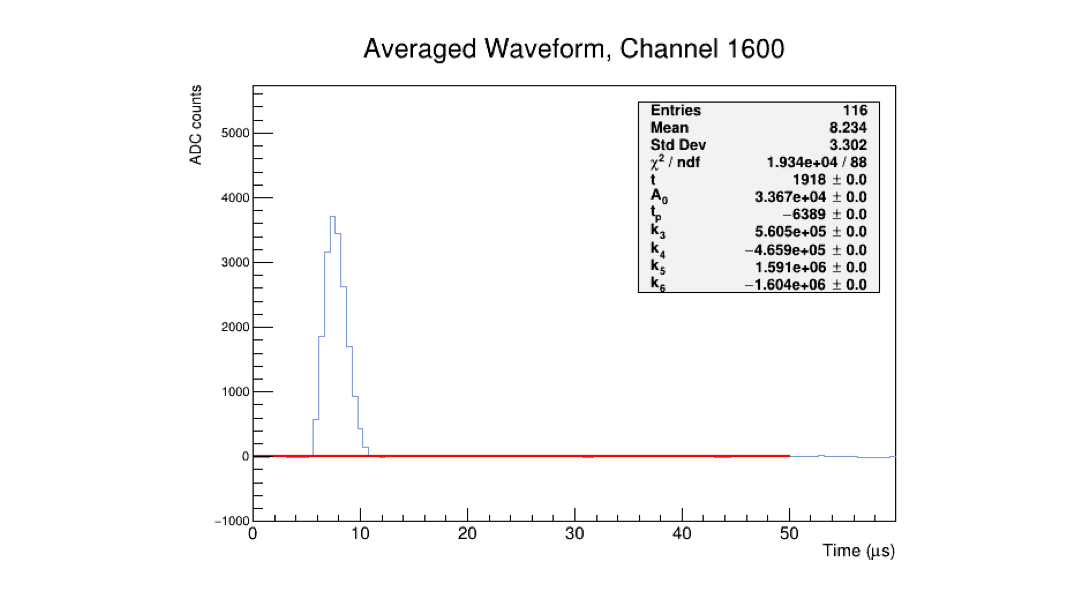 Averaged Waveform, Channel 1600
ADC counts
Entries 116
Mean 8.234
Std Dev 3.302
χ² / ndf 1.934e+04 / 88
t 1918 ± 0.0
A₀ 3.367e+04 ± 0.0
tₚ −6389 ± 0.0
k₃ 5.605e+05 ± 0.0
k₄ −4.659e+05 ± 0.0
k₅ 1.591e+06 ± 0.0
k₆ −1.604e+06 ± 0.0
5000
4000
3000
2000
1000
0
−1000
0 10 20 30 40 50
Time (μs)